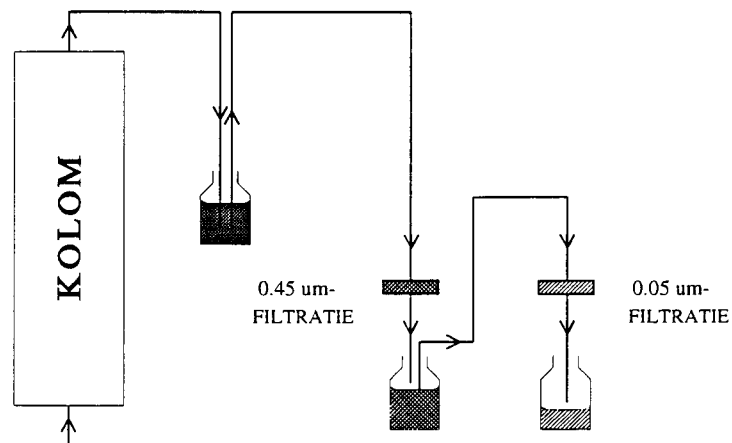 KOLOM
0.45 um-
FILTRATIE
0.05 um-
FILTRATIE